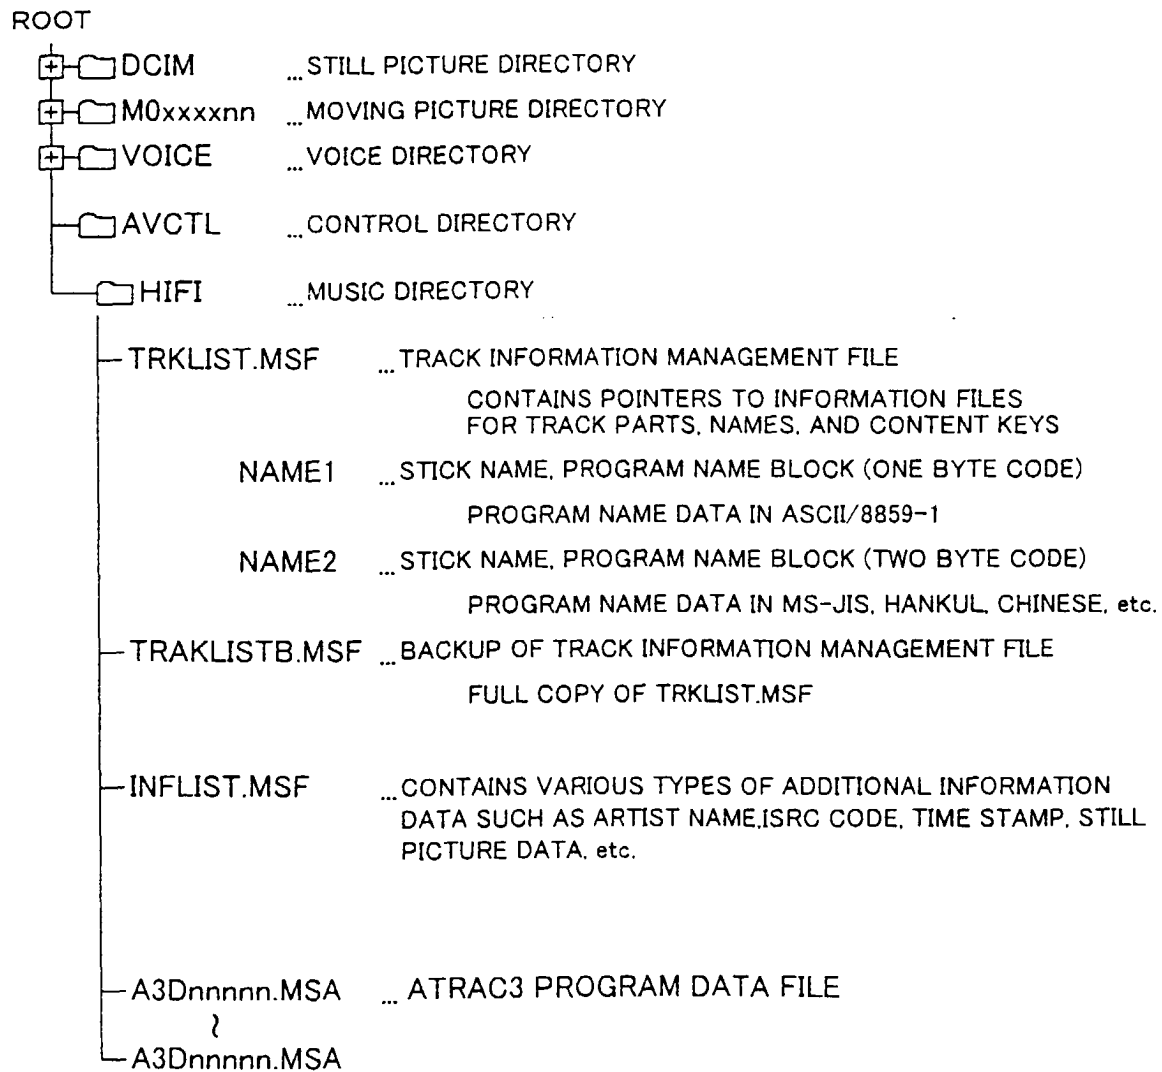 ROOT
DCIM ... STILL PICTURE DIRECTORY
M0xxxxnn ... MOVING PICTURE DIRECTORY
VOICE ... VOICE DIRECTORY
AVCTL ... CONTROL DIRECTORY
HIFI ... MUSIC DIRECTORY
TRKLIST.MSF ... TRACK INFORMATION MANAGEMENT FILE
CONTAINS POINTERS TO INFORMATION FILES
FOR TRACK PARTS, NAMES, AND CONTENT KEYS
NAME1 ... STICK NAME, PROGRAM NAME BLOCK (ONE BYTE CODE)
PROGRAM NAME DATA IN ASCII/8859-1
NAME2 ... STICK NAME, PROGRAM NAME BLOCK (TWO BYTE CODE)
PROGRAM NAME DATA IN MS-JIS, HANKUL, CHINESE, etc.
TRAKLISTB.MSF ... BACKUP OF TRACK INFORMATION MANAGEMENT FILE
FULL COPY OF TRKLIST.MSF
INFLIST.MSF ... CONTAINS VARIOUS TYPES OF ADDITIONAL INFORMATION
DATA SUCH AS ARTIST NAME,ISRC CODE, TIME STAMP, STILL
PICTURE DATA, etc.
A3Dnnnnn.MSA ... ATRAC3 PROGRAM DATA FILE
A3Dnnnnn.MSA